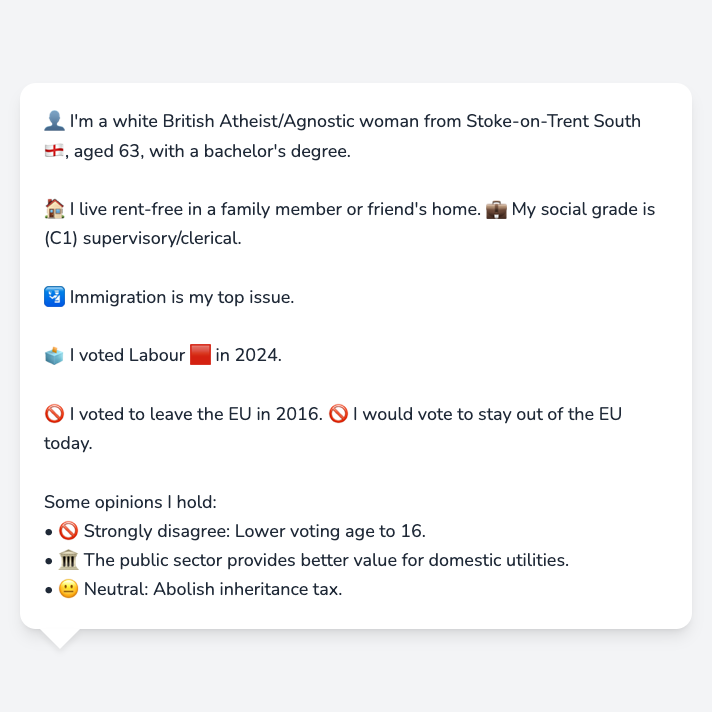 👤 I'm a white British Atheist/Agnostic woman from Stoke-on-Trent South
🏴󠁧󠁢󠁥󠁮󠁧󠁿, aged 63, with a bachelor's degree.
🏠 I live rent-free in a family member or friend's home. 💼 My social grade is
(C1) supervisory/clerical.
🛂 Immigration is my top issue.
🗳️ I voted Labour 🟥 in 2024.
🚫 I voted to leave the EU in 2016. 🚫 I would vote to stay out of the EU
today.
Some opinions I hold:
• 🚫 Strongly disagree: Lower voting age to 16.
• 🏛️ The public sector provides better value for domestic utilities.
• 😐 Neutral: Abolish inheritance tax.